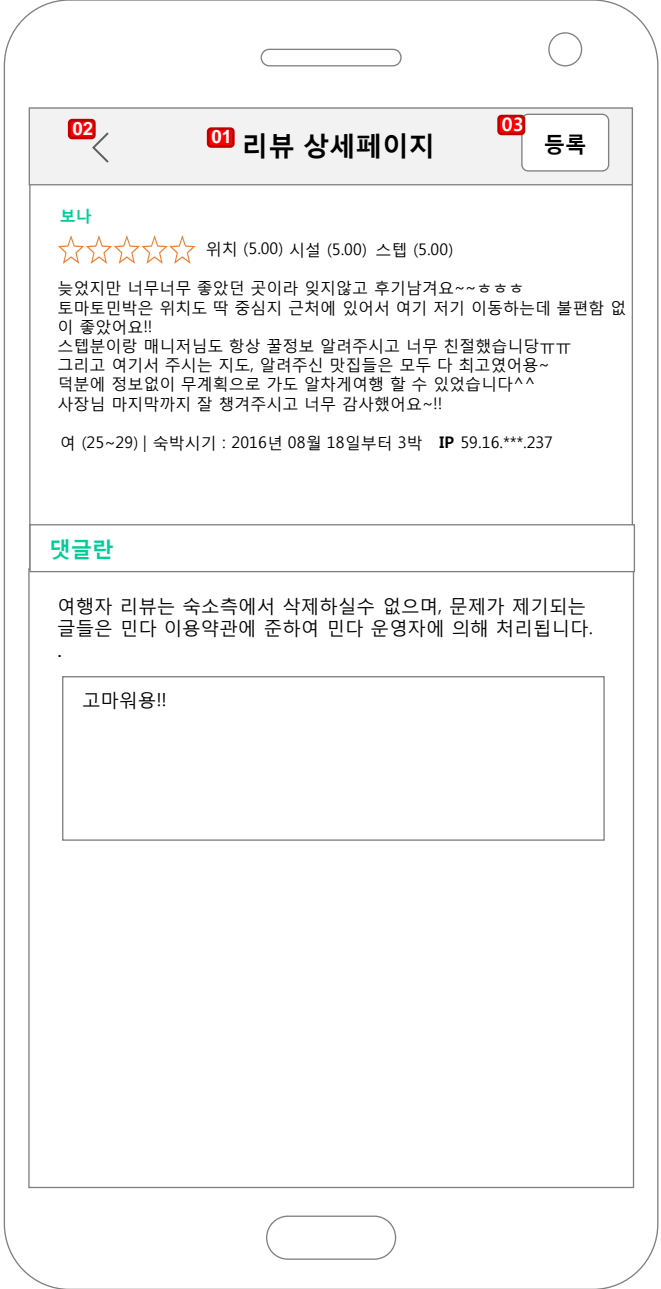 02
01 리뷰 상세페이지
03
등록
보나
위치 (5.00) 시설 (5.00) 스텝 (5.00)
늦었지만 너무너무 좋았던 곳이라 잊지않고 후기남겨요~~ㅎㅎㅎ
토마토민박은 위치도 딱 중심지 근처에 있어서 여기 저기 이동하는데 불편함 없
이 좋았어요!!
스텝분이랑 매니저님도 항상 꿀정보 알려주시고 너무 친절했습니당ㅠㅠ
그리고 여기서 주시는 지도, 알려주신 맛집들은 모두 다 최고였어용~
덕분에 정보없이 무계획으로 가도 알차게여행 할 수 있었습니다^^
사장님 마지막까지 잘 챙겨주시고 너무 감사했어요~!!
여 (25~29) | 숙박시기 : 2016년 08월 18일부터 3박 IP 59.16.***.237
댓글란
여행자 리뷰는 숙소측에서 삭제하실수 없으며, 문제가 제기되는
글들은 민다 이용약관에 준하여 민다 운영자에 의해 처리됩니다.
.
고마워용!!